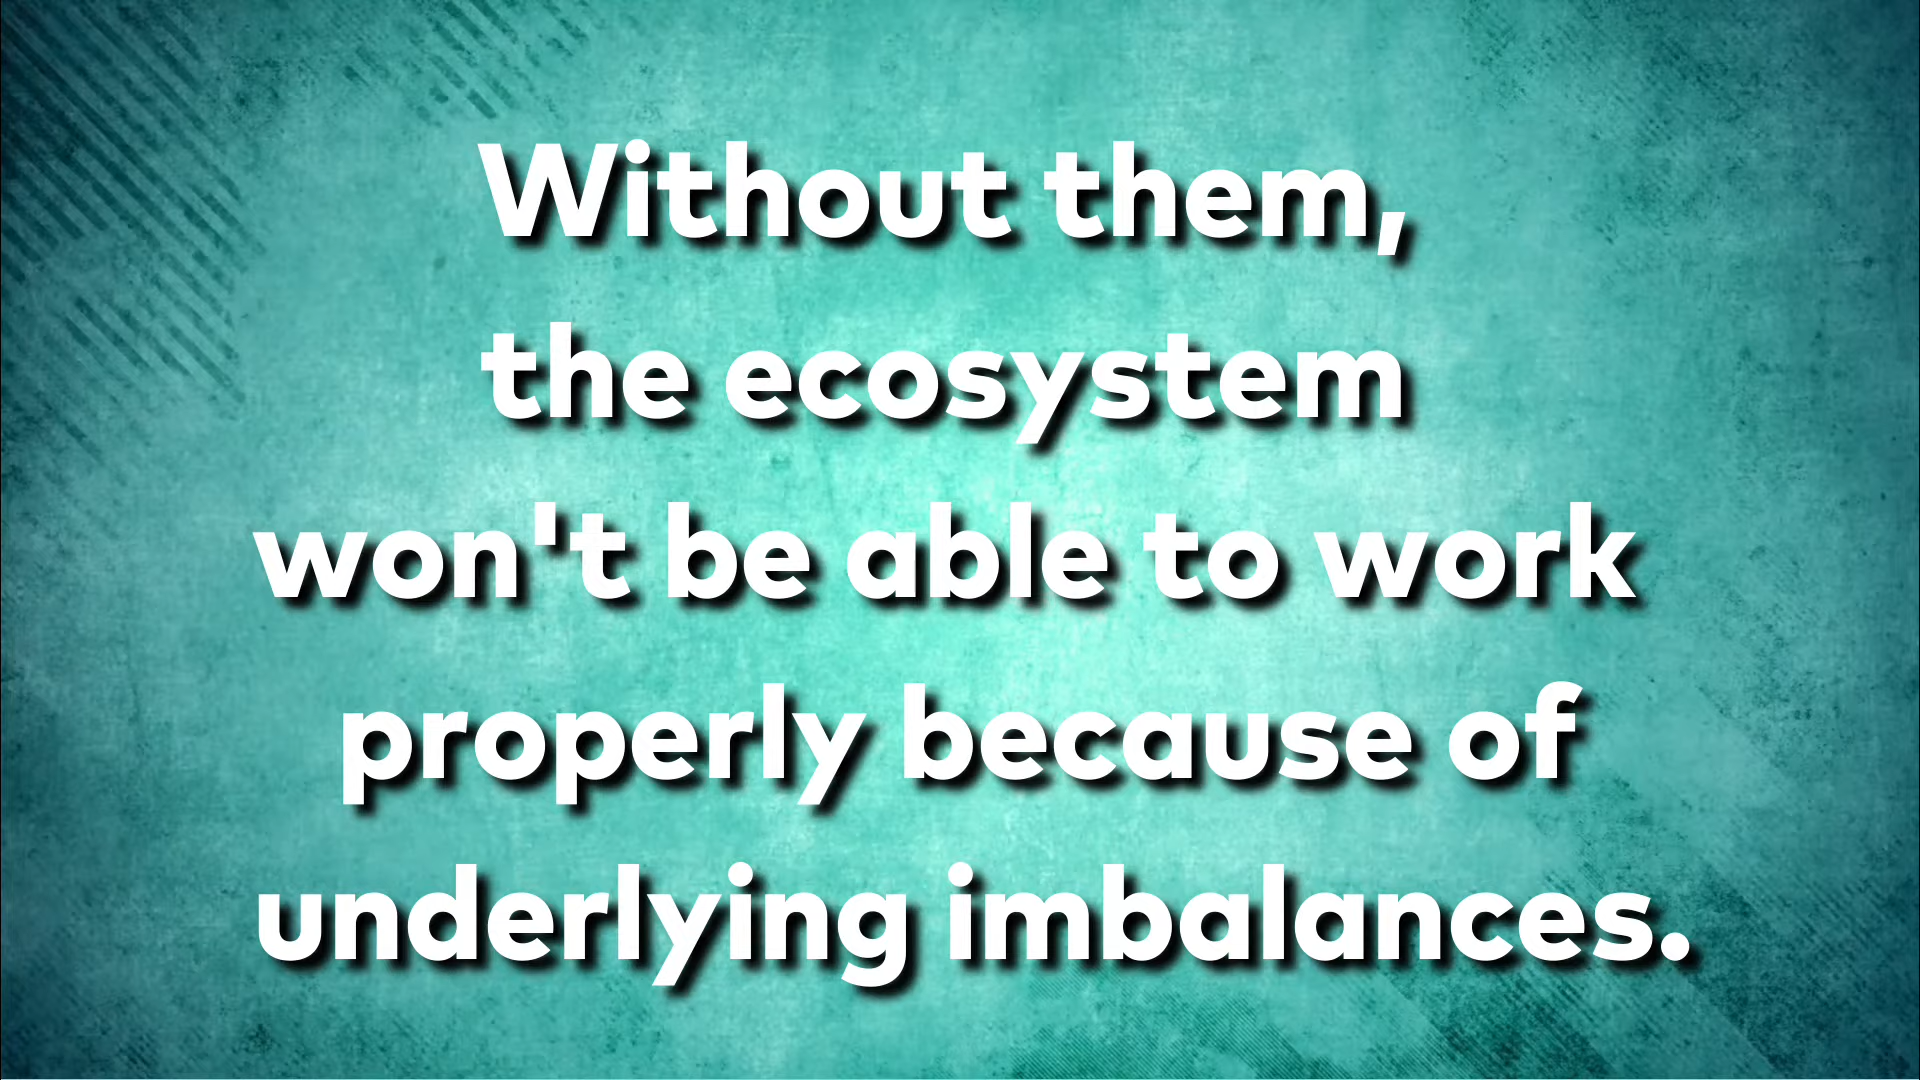 Without them,
the ecosystem
won't be able to work
properly because of
underlying imbalances.